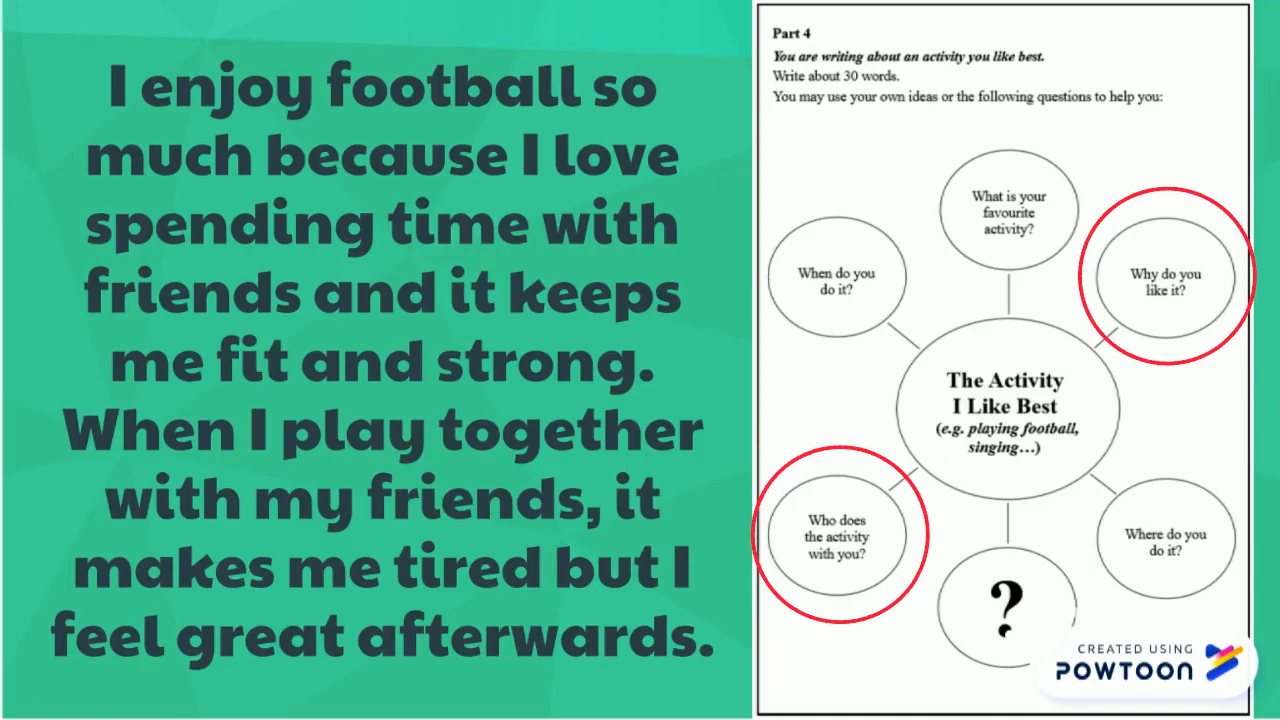 I enjoy football so
much because I love
spending time with
friends and it keeps
me fit and strong.
When I play together
with my friends, it
makes me tired but I
feel great afterwards.
Part 4
You are writing about an activity you like best.
Write about 30 words.
You may use your own ideas or the following questions to help you:
What is your
favourite
activity?
When do you
do it?
Why do you
like it?
The Activity
I Like Best
(e.g. playing football,
singing…)
Who does
the activity
with you?
Where do you
do it?
?
CREATED USING
POWTOON